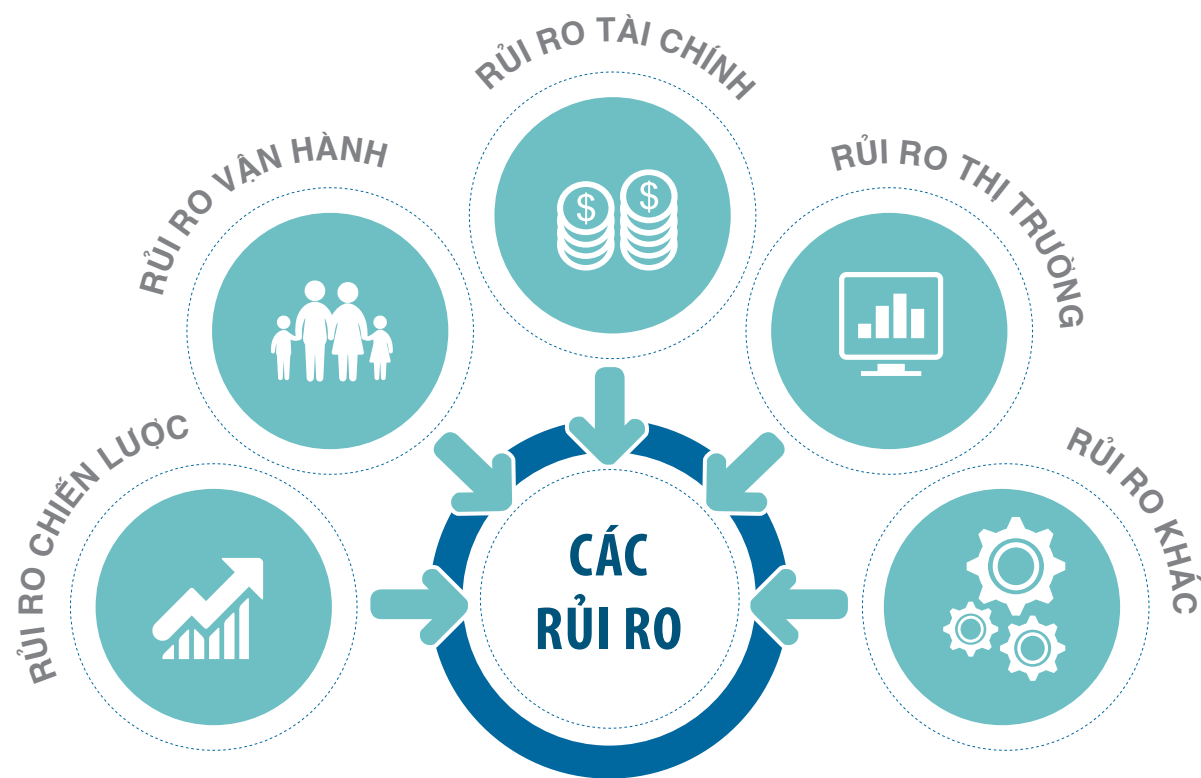 RỦI RO CHIẾN LƯỢC
RỦI RO VẬN HÀNH
RỦI RO TÀI CHÍNH
RỦI RO THỊ TRƯỜNG
RỦI RO KHÁC
$ $
CÁC
RỦI RO